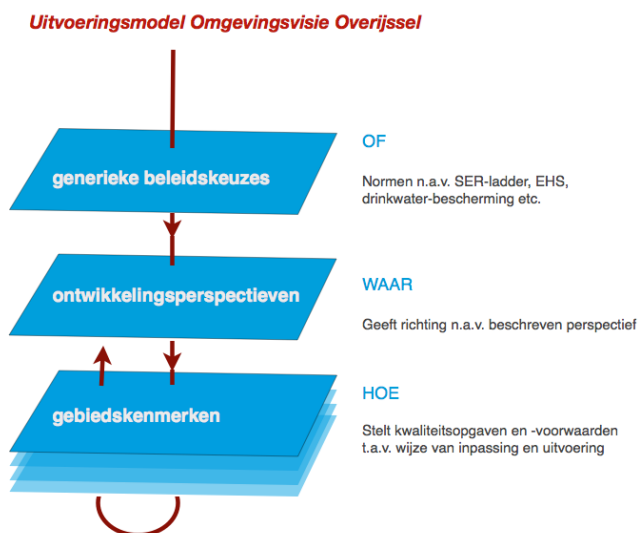 Uitvoeringsmodel Omgevingsvisie Overijssel
generieke beleidskeuzes
OF
Normen n.a.v. SER-ladder, EHS,
drinkwater-bescherming etc.
ontwikkelingsperspectieven
WAAR
Geeft richting n.a.v. beschreven perspectief
gebiedskenmerken
HOE
Stelt kwaliteitsopgaven en -voorwaarden
t.a.v. wijze van inpassing en uitvoering